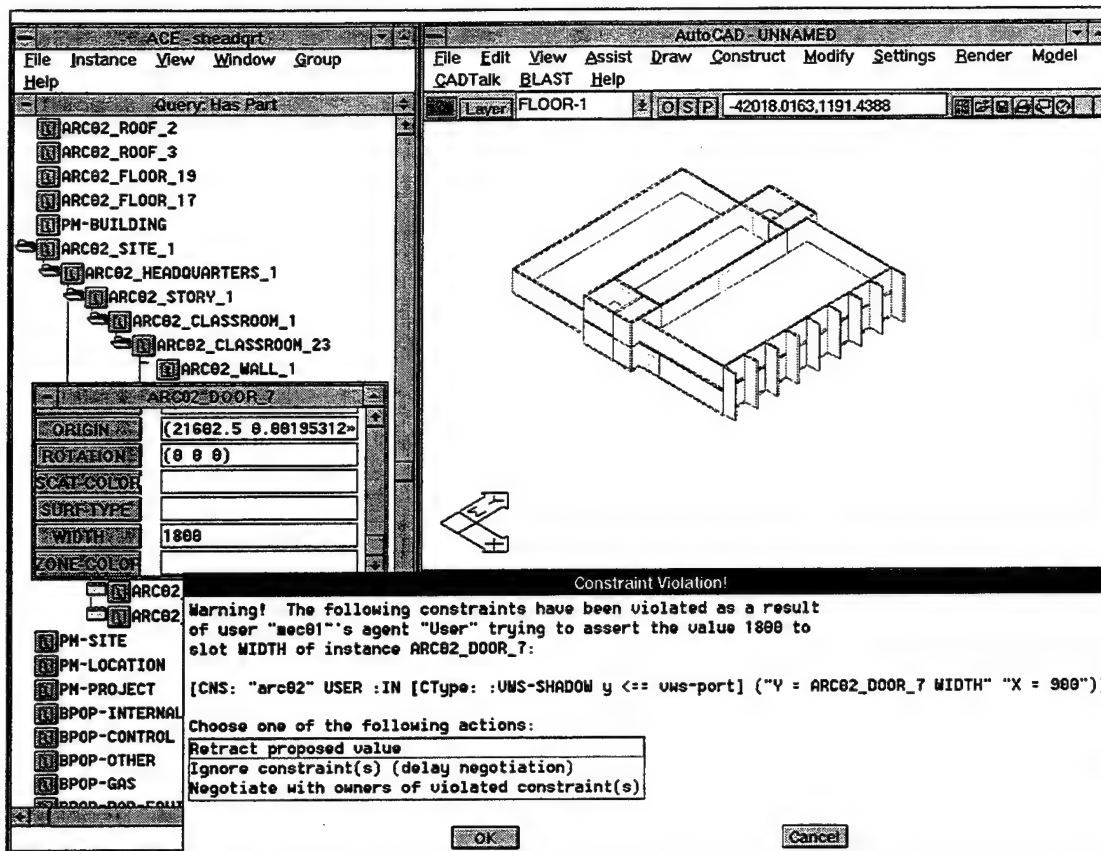 ACE - sheadqrt
File Instance View Window Group
Help
Query: Has Part
ARC02_ROOF_2
ARC02_ROOF_3
ARC02_FLOOR_19
ARC02_FLOOR_17
PM-BUILDING
ARC02_SITE_1
ARC02_HEADQUARTERS_1
ARC02_STORY_1
ARC02_CLASSROOM_1
ARC02_CLASSROOM_23
ARC02_WALL_1
ARC02_DOOR_7
ORIGIN (21602.5 0.00195312»
ROTATION (0 0 0)
SCAT-COLOR
SURF-TYPE
WIDTH 1800
ZONE-COLOR
ARC02_
ARC02_
PM-SITE
PM-LOCATION
PM-PROJECT
BPOP-INTERNAL
BPOP-CONTROL
BPOP-OTHER
BPOP-GAS
AutoCAD - UNNAMED
File Edit View Assist Draw Construct Modify Settings Render Model
CADTalk BLAST Help
Layer FLOOR-1 O S P -42018.0163,1191.4388
Y
W
X
Constraint Violation!
Warning! The following constraints have been violated as a result
of user "mec01"'s agent "User" trying to assert the value 1800 to
slot WIDTH of instance ARC02_DOOR_7:
[CNS: "arc02" USER :IN [CType: :VWS-SHADOW y <== vws-port] ("Y = ARC02_DOOR_7 WIDTH" "X = 900")]
Choose one of the following actions:
Retract proposed value
Ignore constraint(s) (delay negotiation)
Negotiate with owners of violated constraint(s)
OK Cancel